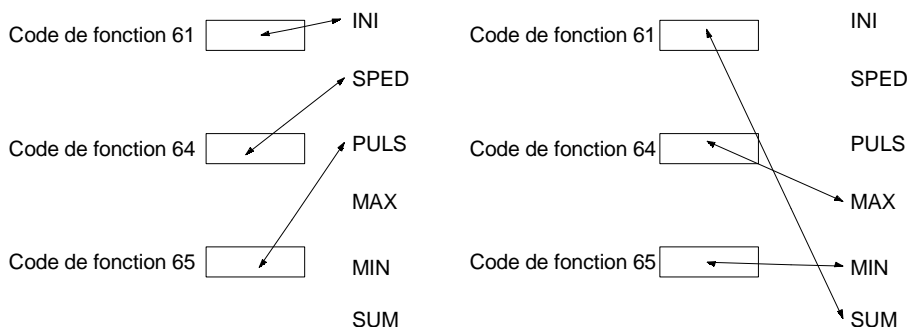 INI
Code de fonction 61
SPED
Code de fonction 64
PULS
MAX
Code de fonction 65
MIN
SUM
INI
Code de fonction 61
SPED
Code de fonction 64
PULS
MAX
Code de fonction 65
MIN
SUM